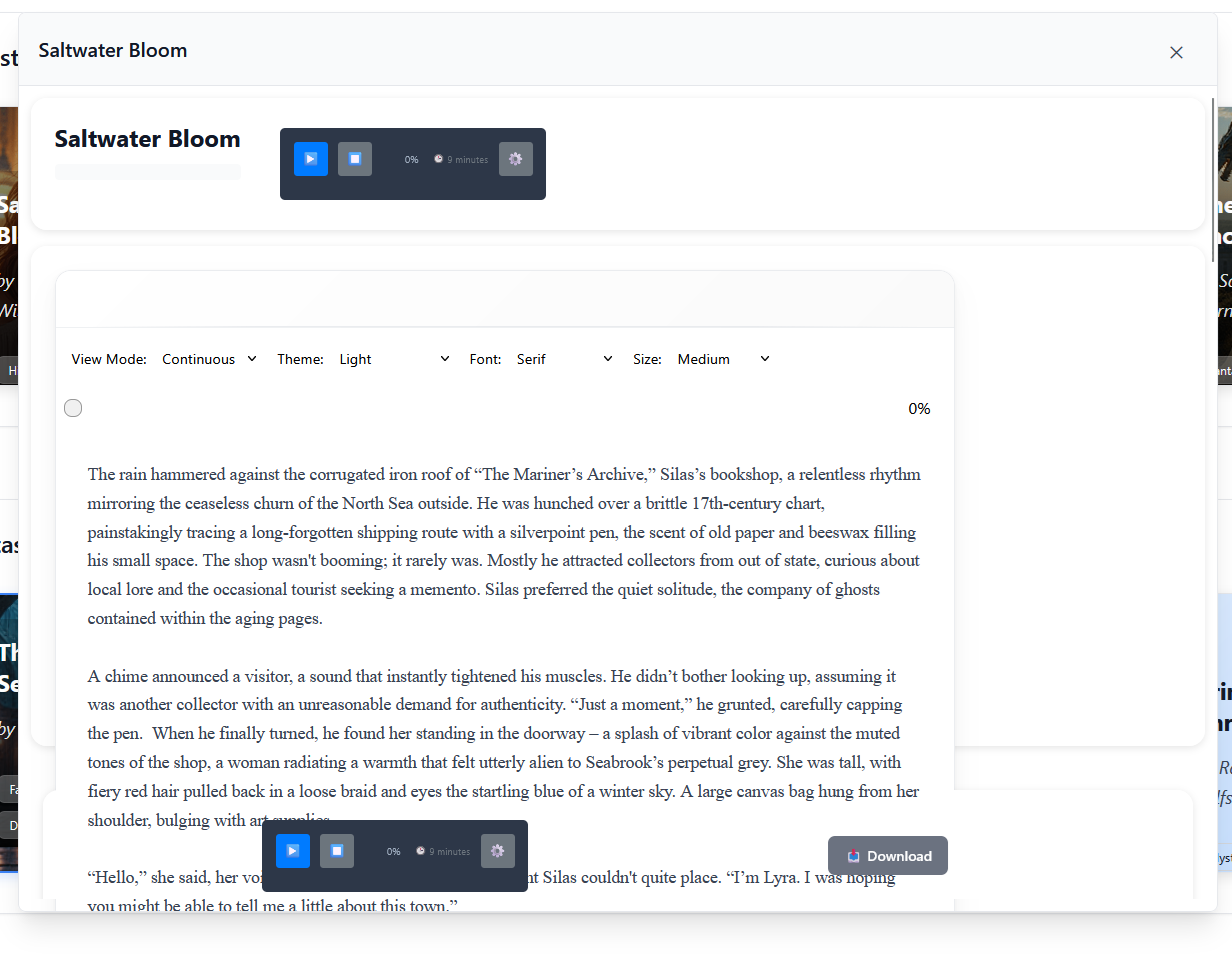 Saltwater Bloom
Saltwater Bloom
0%
9 minutes
View Mode: Continuous
Theme: Light
Font: Serif
Size: Medium
0%
The rain hammered against the corrugated iron roof of “The Mariner’s Archive,” Silas’s bookshop, a relentless rhythm
mirroring the ceaseless churn of the North Sea outside. He was hunched over a brittle 17th-century chart,
painstakingly tracing a long-forgotten shipping route with a silverpoint pen, the scent of old paper and beeswax filling
his small space. The shop wasn't booming; it rarely was. Mostly he attracted collectors from out of state, curious about
local lore and the occasional tourist seeking a memento. Silas preferred the quiet solitude, the company of ghosts
contained within the aging pages.
A chime announced a visitor, a sound that instantly tightened his muscles. He didn’t bother looking up, assuming it
was another collector with an unreasonable demand for authenticity. “Just a moment,” he grunted, carefully capping
the pen.  When he finally turned, he found her standing in the doorway – a splash of vibrant color against the muted
tones of the shop, a woman radiating a warmth that felt utterly alien to Seabrook’s perpetual grey. She was tall, with
fiery red hair pulled back in a loose braid and eyes the startling blue of a winter sky. A large canvas bag hung from her
shoulder, bulging with art supplies.
0%
9 minutes
Download
“Hello,” she said, her
Silas couldn't quite place. “I’m Lyra. I was hoping
you might be able to tell me a little about this town.”